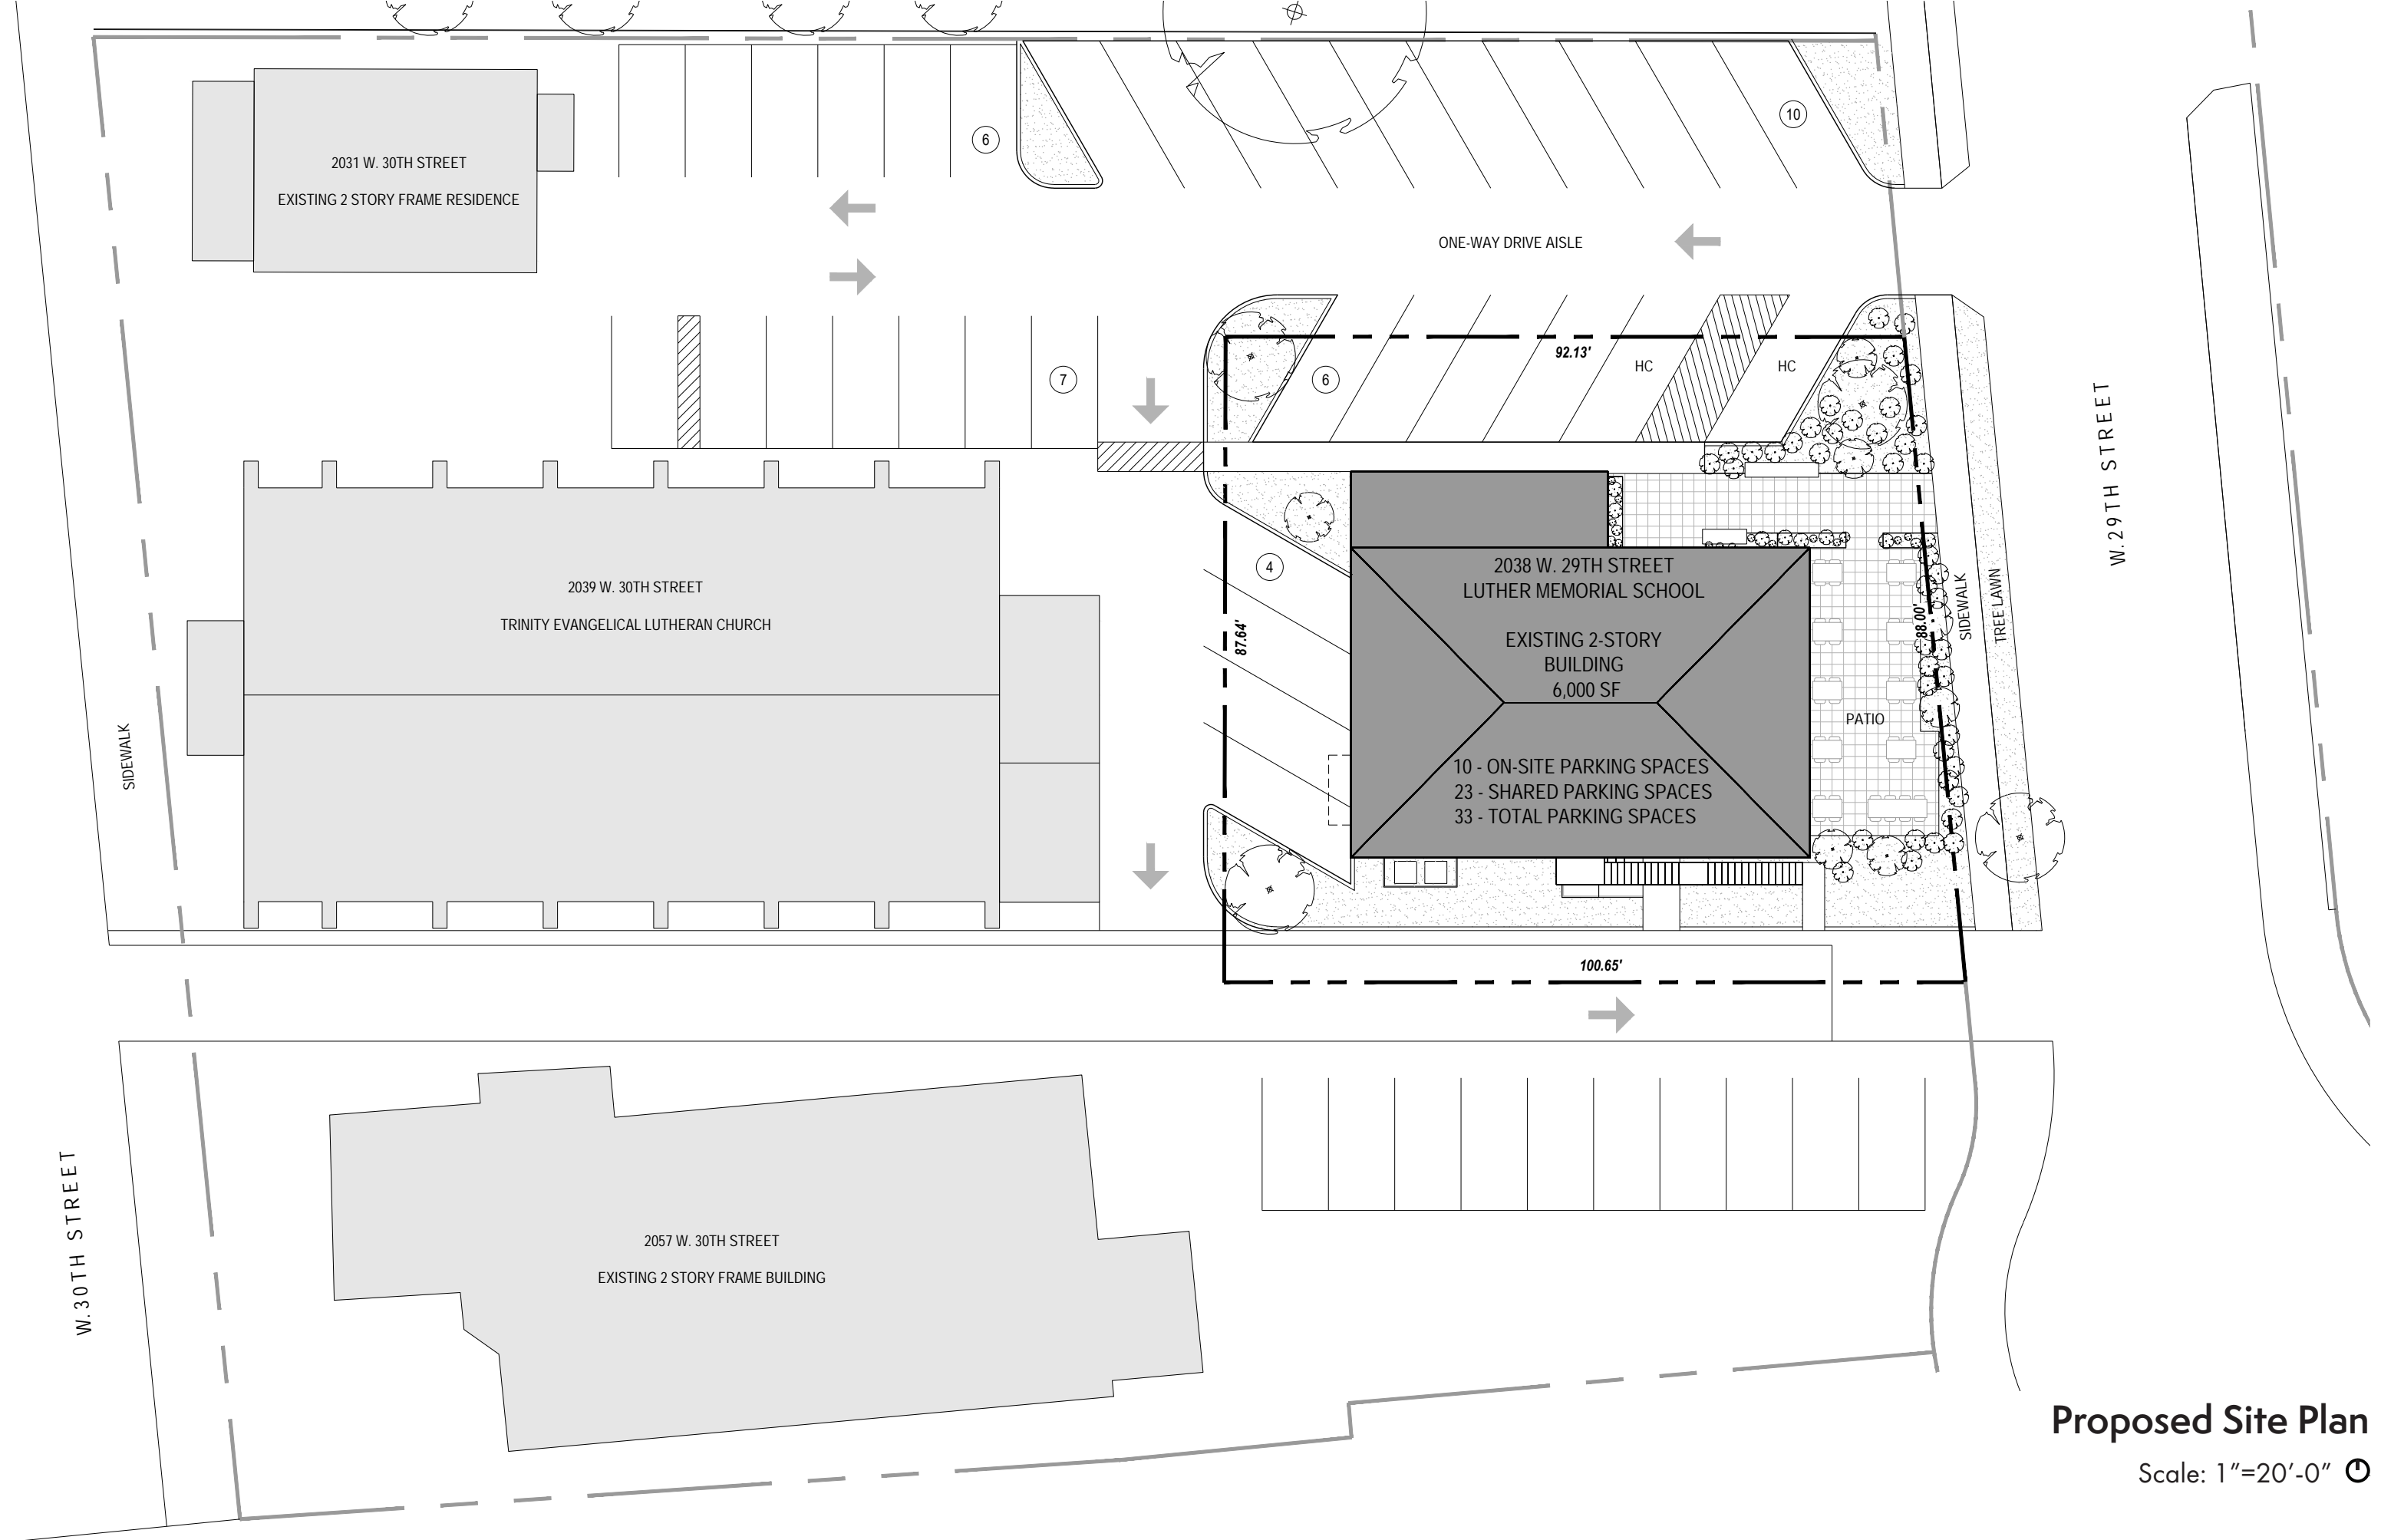 6
10
2031 W. 30TH STREET
EXISTING 2 STORY FRAME RESIDENCE
ONE-WAY DRIVE AISLE
92.13'
HC
HC
7
6
W.29TH STREET
4
2038 W. 29TH STREET
LUTHER MEMORIAL SCHOOL
EXISTING 2-STORY
BUILDING
6,000 SF
10 - ON-SITE PARKING SPACES
23 - SHARED PARKING SPACES
33 - TOTAL PARKING SPACES
2039 W. 30TH STREET
TRINITY EVANGELICAL LUTHERAN CHURCH
87.64'
88.00'
SIDEWALK
TREE LAWN
PATIO
SIDEWALK
100.65'
W.30TH STREET
2057 W. 30TH STREET
EXISTING 2 STORY FRAME BUILDING
Proposed Site Plan
Scale: 1”=20’-0”